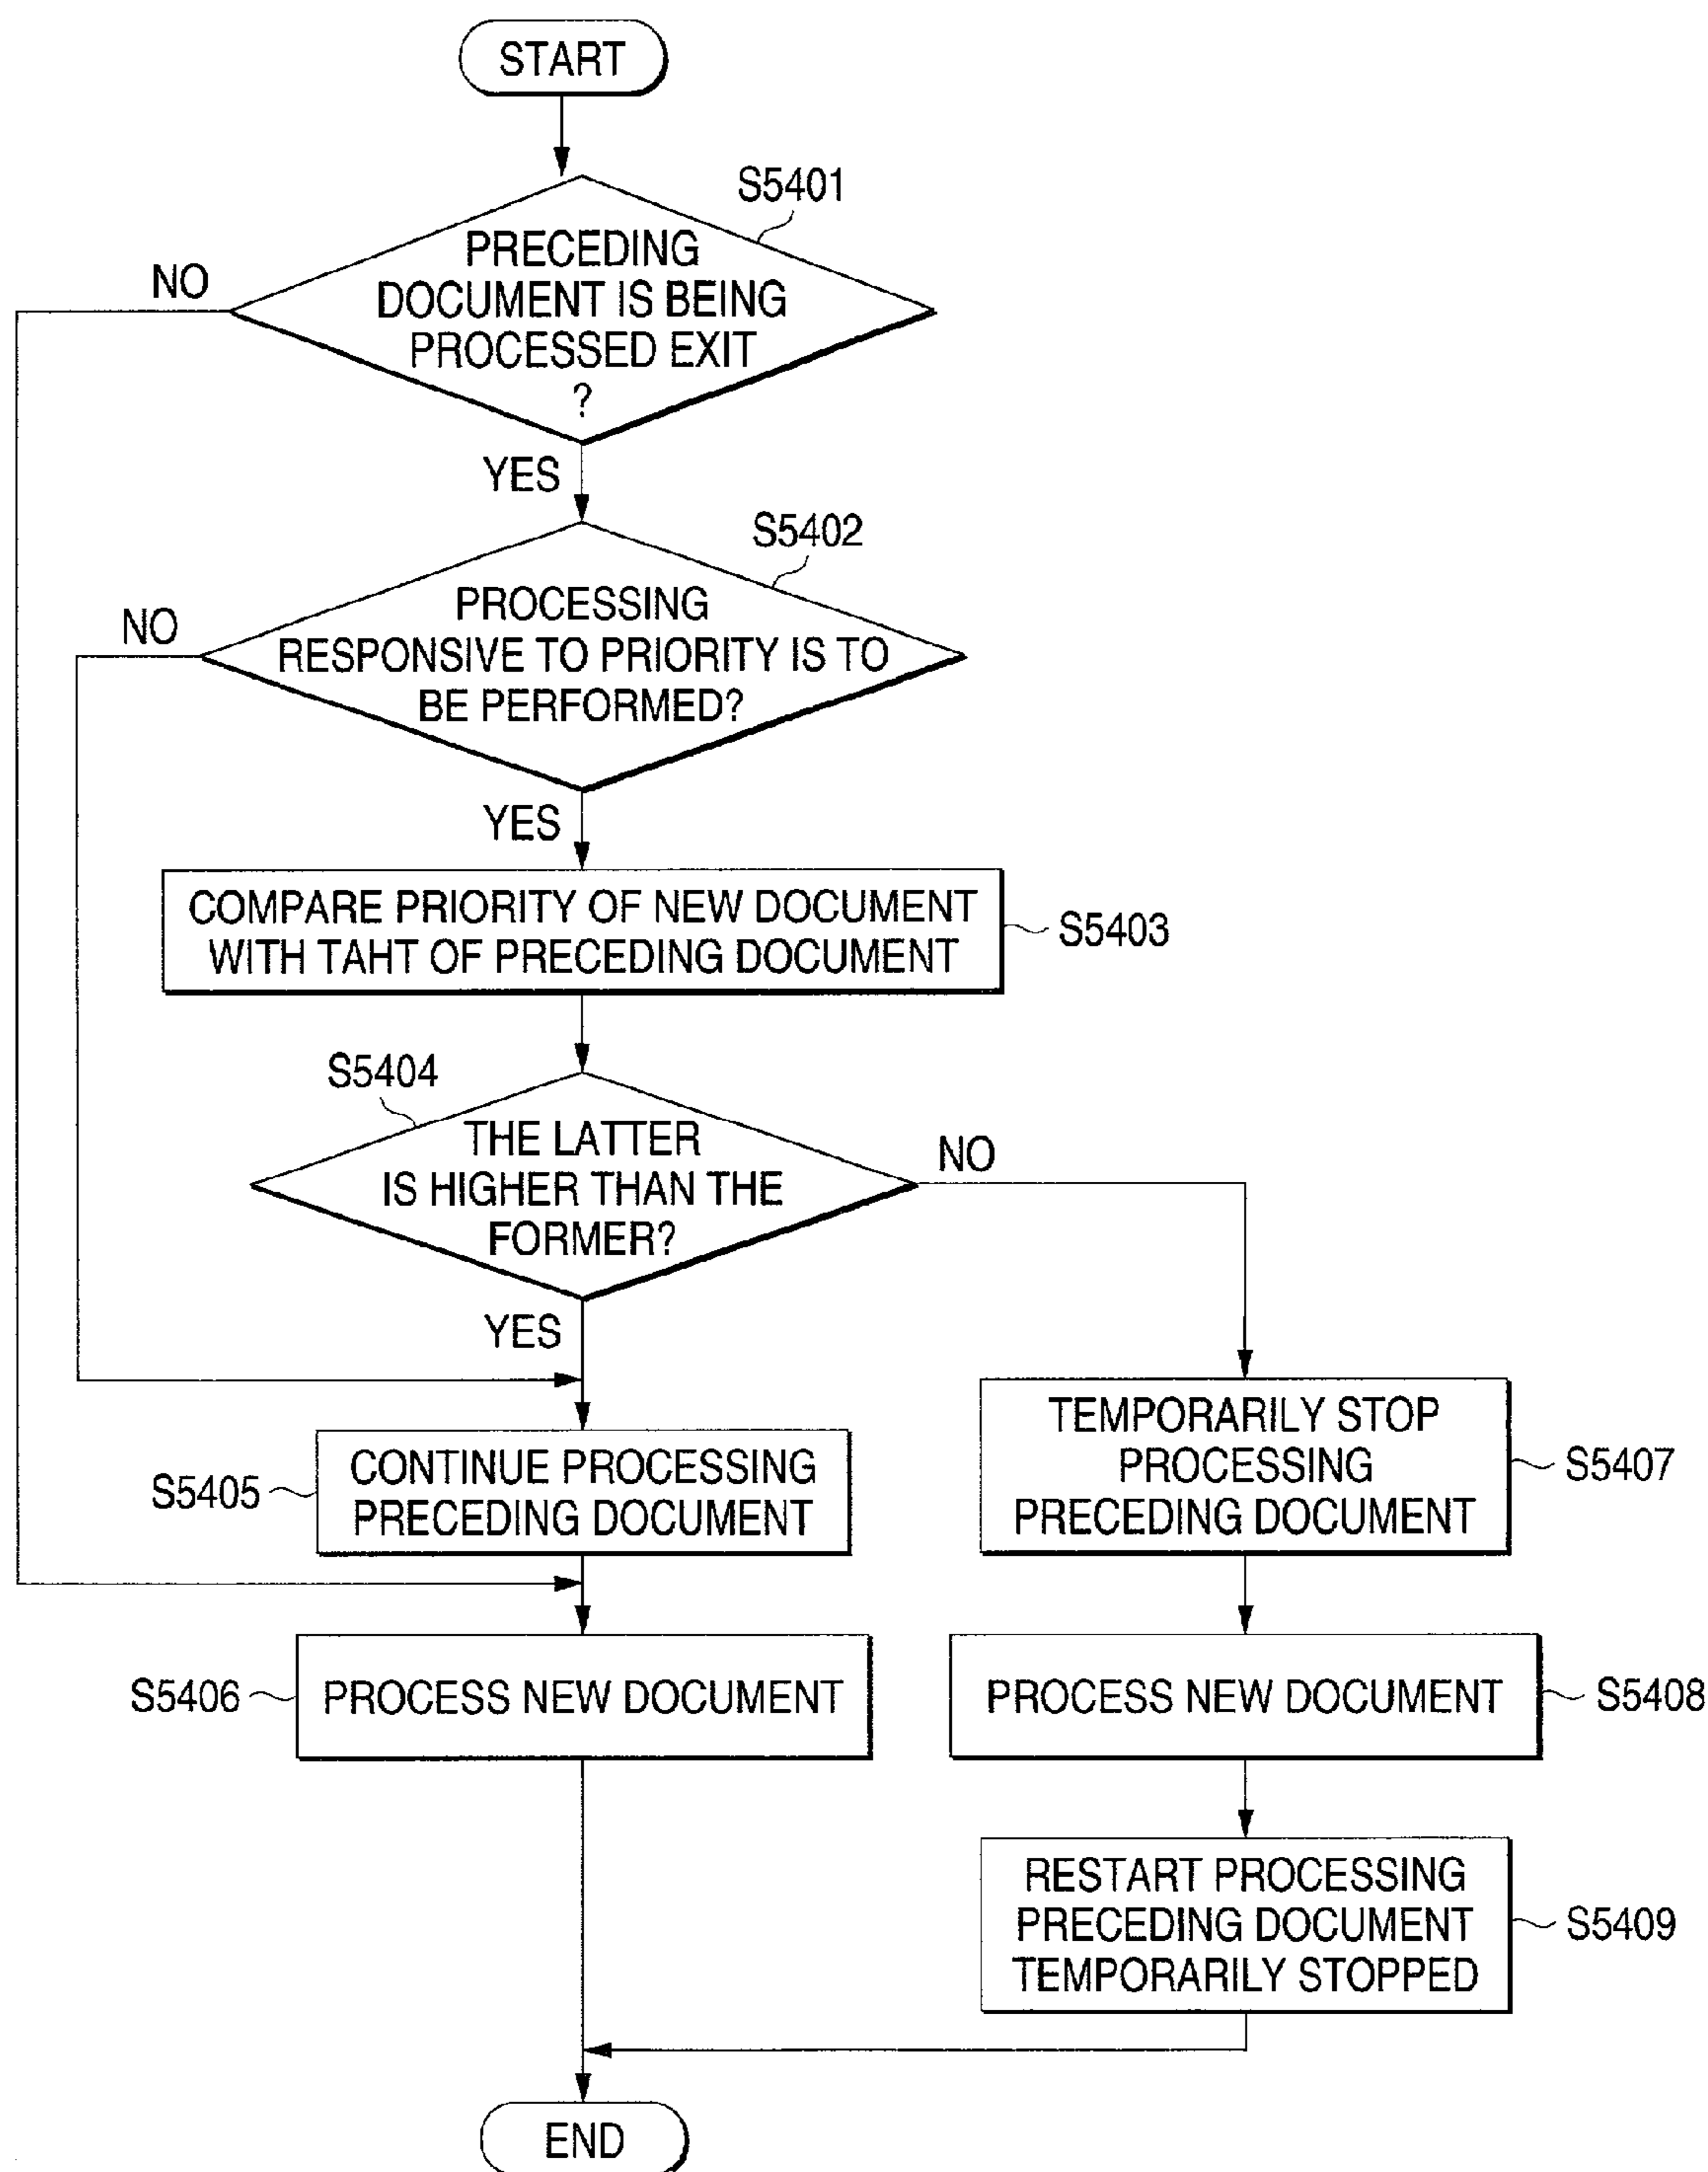 START
S5401
PRECEDING
DOCUMENT IS BEING
PROCESSED EXIT
?
NO
YES
S5402
PROCESSING
RESPONSIVE TO PRIORITY IS TO
BE PERFORMED?
NO
YES
COMPARE PRIORITY OF NEW DOCUMENT
WITH TAHT OF PRECEDING DOCUMENT
S5403
S5404
THE LATTER
IS HIGHER THAN THE
FORMER?
NO
YES
S5405
CONTINUE PROCESSING
PRECEDING DOCUMENT
TEMPORARILY STOP
PROCESSING
PRECEDING DOCUMENT
S5407
S5406
PROCESS NEW DOCUMENT
PROCESS NEW DOCUMENT
S5408
RESTART PROCESSING
PRECEDING DOCUMENT
TEMPORARILY STOPPED
S5409
END